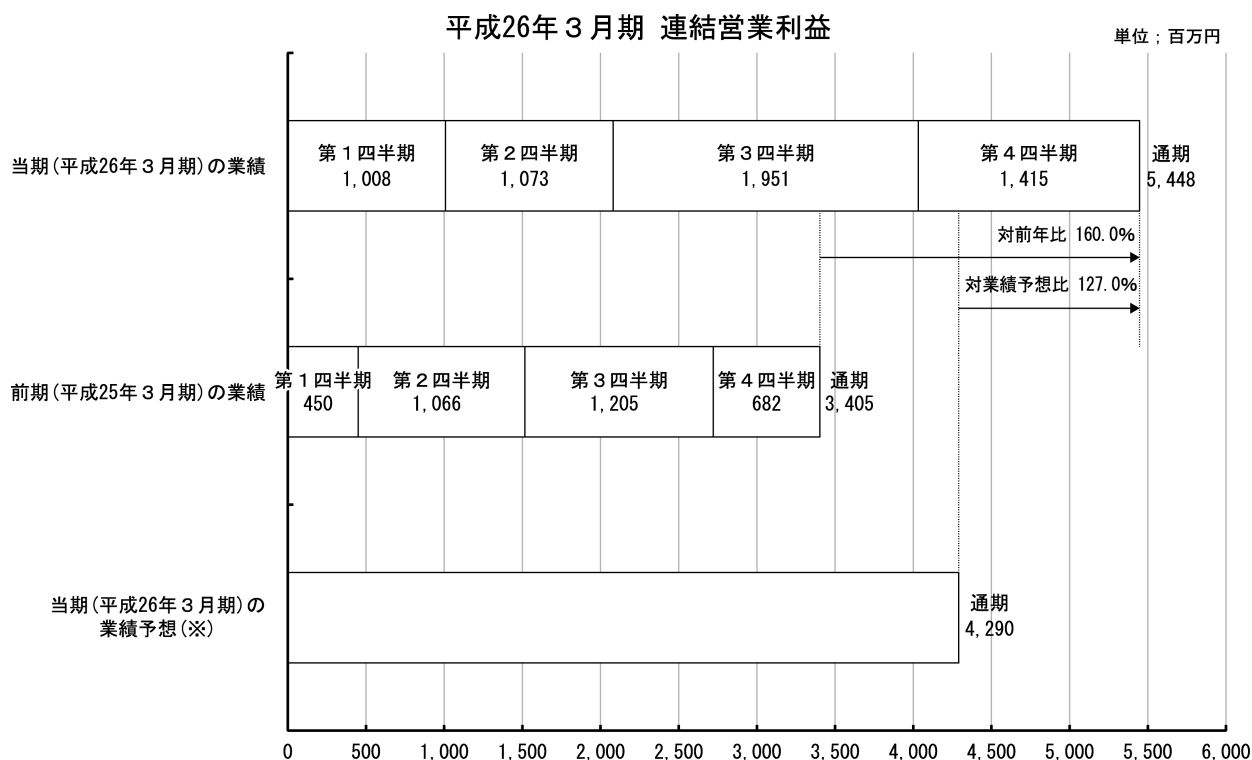 平成26年３月期 連結営業利益
単位；百万円
当期(平成26年３月期)の業績
第１四半期
1,008
第２四半期
1,073
第３四半期
1,951
第４四半期
1,415
通期
5,448
対前年比 160.0%
対業績予想比 127.0%
前期(平成25年３月期)の業績
第１四半期
450
第２四半期
1,066
第３四半期
1,205
第４四半期
682
通期
3,405
当期(平成26年３月期)の
業績予想(※)
通期
4,290
0 500 1,000 1,500 2,000 2,500 3,000 3,500 4,000 4,500 5,000 5,500 6,000